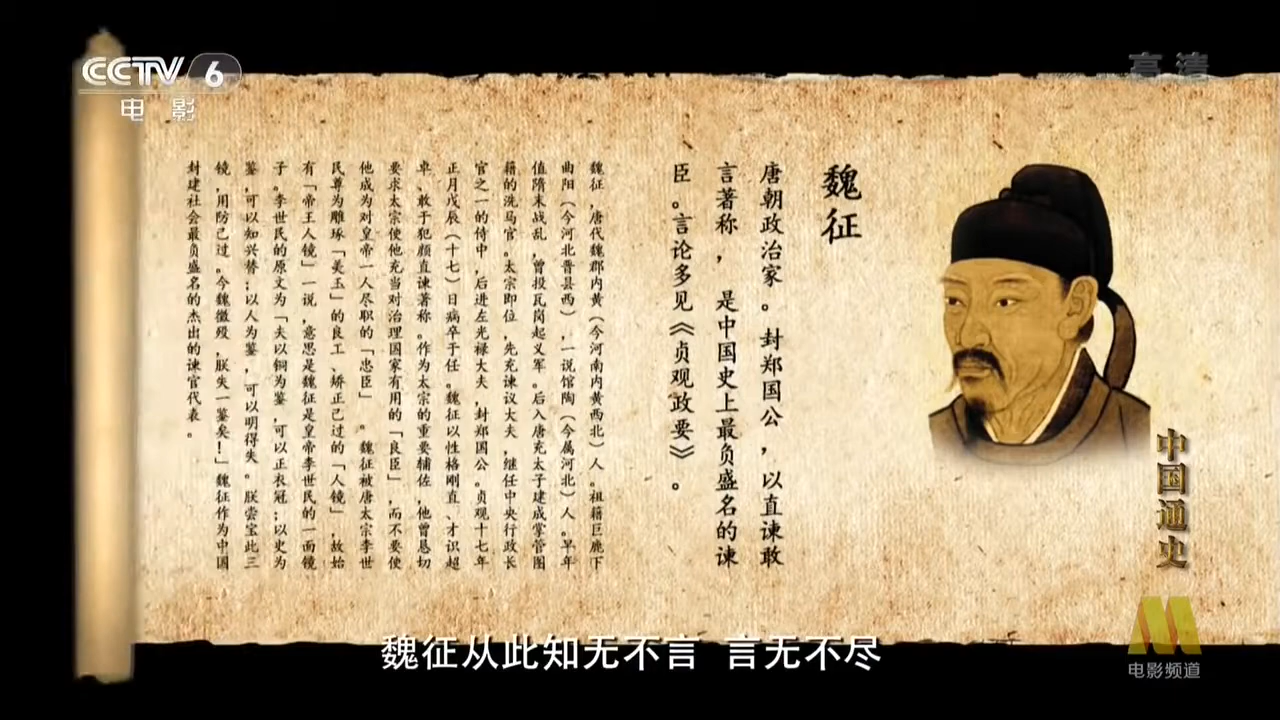 CCTV 6
电影
高清
魏征
唐朝政治家。封郑国公，以直谏敢
言著称，是中国史上最负盛名的谏
臣。言论多见《贞观政要》。
魏征，唐代魏郡内黄（今河南内黄西北）人。祖籍巨鹿下
曲阳（今河北晋县西），一说馆陶（今属河北）人。早年
值隋末战乱，曾投瓦岗起义军。后入唐充太子建成掌管图
籍的洗马官。太宗即位，先充谏议大夫，继任中央行政长
官之一的侍中，后进左光禄大夫，封郑国公。贞观十七年
正月戊辰（十七）日病卒于任。魏征以性格刚直、才识超
卓、敢于犯颜直谏著称。作为太宗的重要辅佐，他曾恳切
要求太宗使他充当对治理国家有用的「良臣」，而不要使
他成为对皇帝一人尽职的「忠臣」。魏征被唐太宗李世
民尊为雕琢「美玉」的良工、矫正己过的「人镜」，故始
有「帝王人镜」一说，意思是魏征是皇帝李世民的一面镜
子。李世民的原文为「夫以铜为鉴，可以正衣冠；以史为
鉴，可以知兴替；以人为鉴，可以明得失。朕尝宝此三
镜，用防己过。今魏徵殁，朕失一鉴矣！」魏征作为中国
封建社会最负盛名的杰出的谏官代表。
中国通史
电影频道
魏征从此知无不言 言无不尽